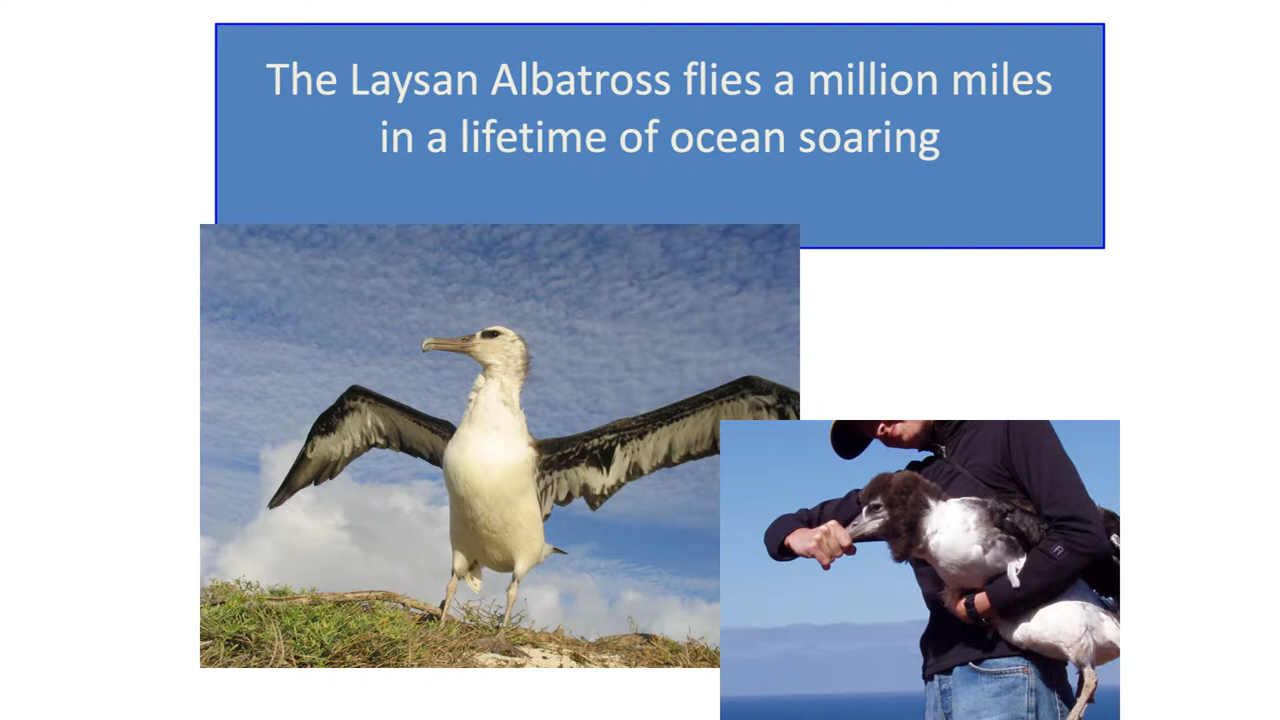 The Laysan Albatross flies a million miles
in a lifetime of ocean soaring